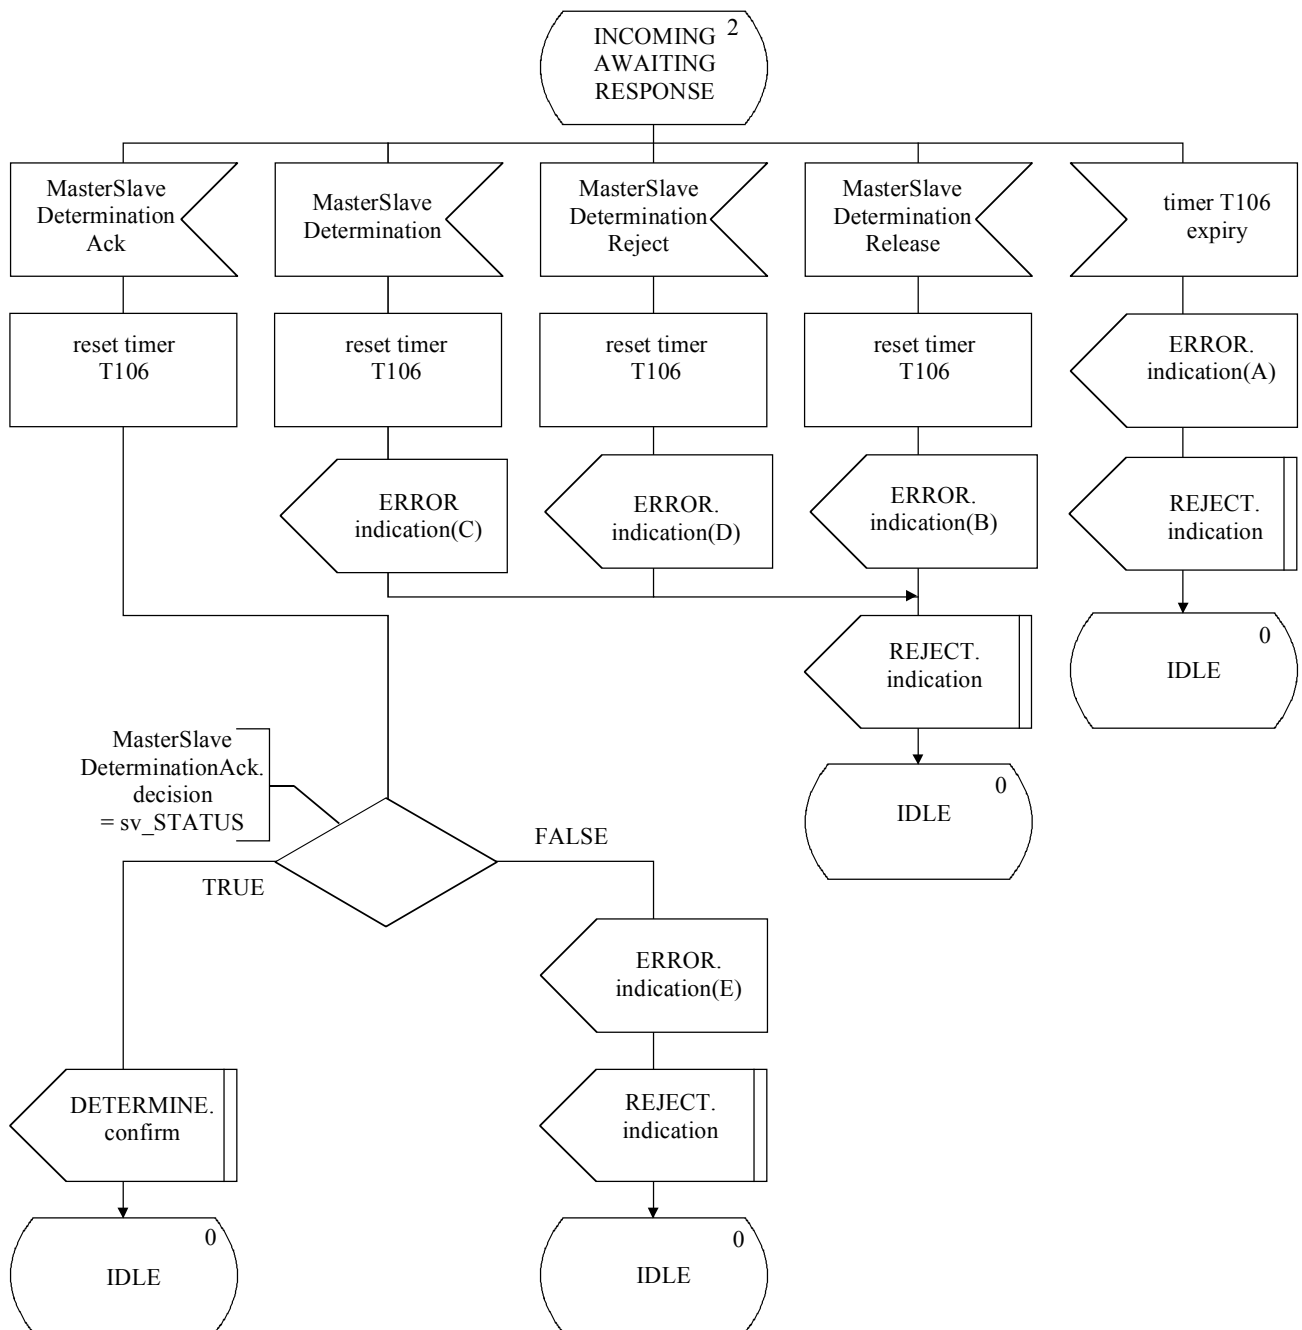 INCOMING 2
AWAITING
RESPONSE
MasterSlave
Determination
Ack
MasterSlave
Determination
MasterSlave
Determination
Reject
MasterSlave
Determination
Release
timer T106
expiry
reset timer
T106
reset timer
T106
reset timer
T106
reset timer
T106
ERROR.
indication(A)
ERROR
indication(C)
ERROR.
indication(D)
ERROR.
indication(B)
REJECT.
indication
REJECT.
indication
0
IDLE
MasterSlave
DeterminationAck.
decision
= sv_STATUS
0
IDLE
FALSE
TRUE
ERROR.
indication(E)
DETERMINE.
confirm
REJECT.
indication
0
IDLE
0
IDLE